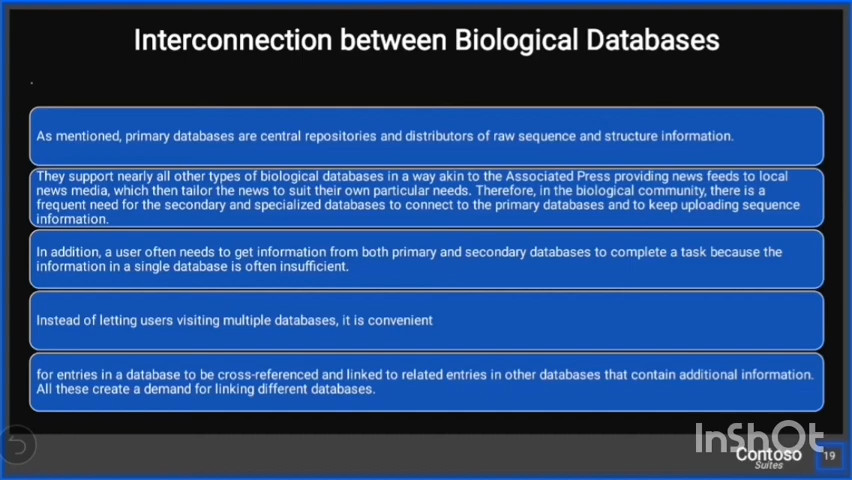 Interconnection between Biological Databases
.
As mentioned, primary databases are central repositories and distributors of raw sequence and structure information.
They support nearly all other types of biological databases in a way akin to the Associated Press providing news feeds to local
news media, which then tailor the news to suit their own particular needs. Therefore, in the biological community, there is a
frequent need for the secondary and specialized databases to connect to the primary databases and to keep uploading sequence
information.
In addition, a user often needs to get information from both primary and secondary databases to complete a task because the
information in a single database is often insufficient.
Instead of letting users visiting multiple databases, it is convenient
for entries in a database to be cross-referenced and linked to related entries in other databases that contain additional information.
All these create a demand for linking different databases.
InShOt
Contoso
Suites
19